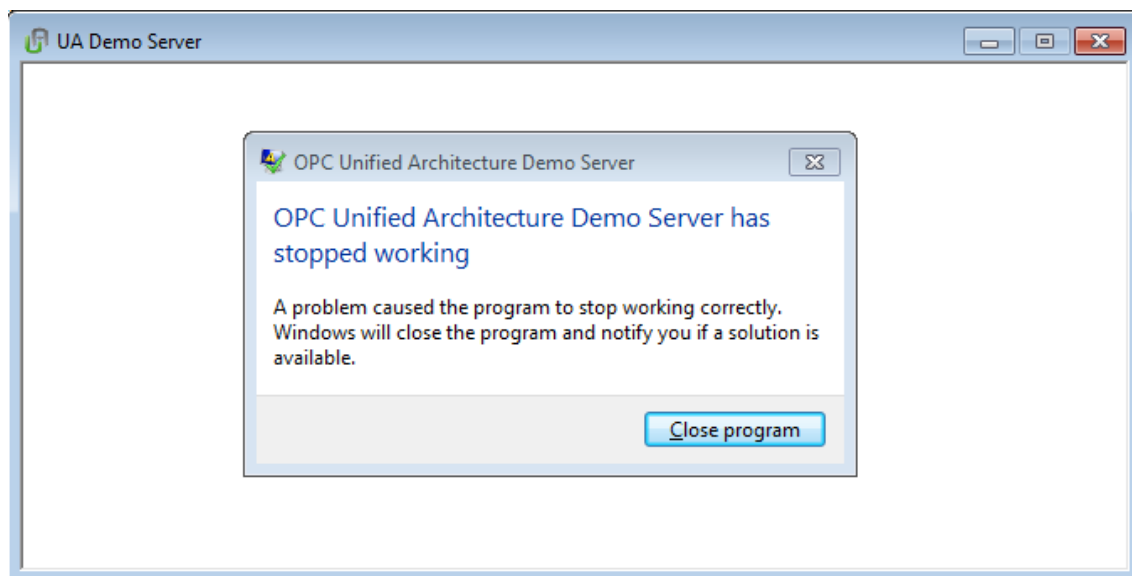 UA Demo Server
OPC Unified Architecture Demo Server
OPC Unified Architecture Demo Server has
stopped working
A problem caused the program to stop working correctly.
Windows will close the program and notify you if a solution is
available.
Close program